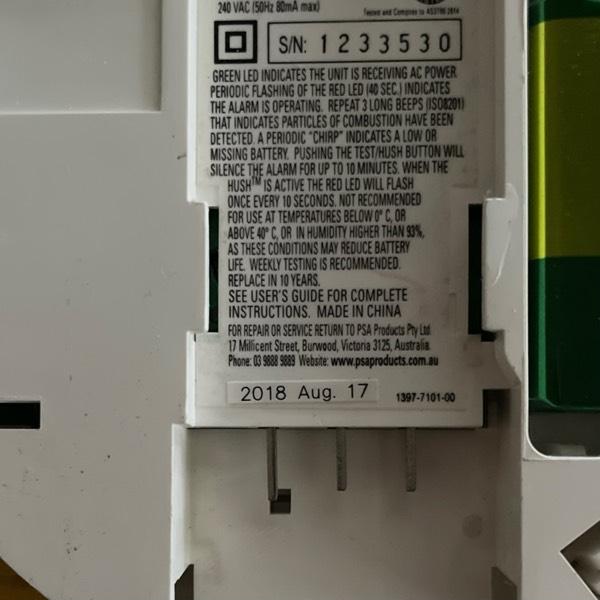 240 VAC (50Hz 80mA max)
Tested and Complies to AS3786 2014
S/N: 1233530
GREEN LED INDICATES THE UNIT IS RECEIVING AC POWER
PERIODIC FLASHING OF THE RED LED (40 SEC.) INDICATES
THE ALARM IS OPERATING. REPEAT 3 LONG BEEPS (ISO8201)
THAT INDICATES PARTICLES OF COMBUSTION HAVE BEEN
DETECTED. A PERIODIC "CHIRP" INDICATES A LOW OR
MISSING BATTERY. PUSHING THE TEST/HUSH BUTTON WILL
SILENCE THE ALARM FOR UP TO 10 MINUTES. WHEN THE
HUSH™ IS ACTIVE THE RED LED WILL FLASH
ONCE EVERY 10 SECONDS. NOT RECOMMENDED
FOR USE AT TEMPERATURES BELOW 0° C, OR
ABOVE 40° C, OR IN HUMIDITY HIGHER THAN 93%,
AS THESE CONDITIONS MAY REDUCE BATTERY
LIFE. WEEKLY TESTING IS RECOMMENDED.
REPLACE IN 10 YEARS.
SEE USER'S GUIDE FOR COMPLETE
INSTRUCTIONS. MADE IN CHINA
FOR REPAIR OR SERVICE RETURN TO PSA Products Pty Ltd.
17 Millicent Street, Burwood, Victoria 3125, Australia.
Phone: 03 9888 9889 Website: www.psaproducts.com.au
2018 Aug. 17
1397-7101-00